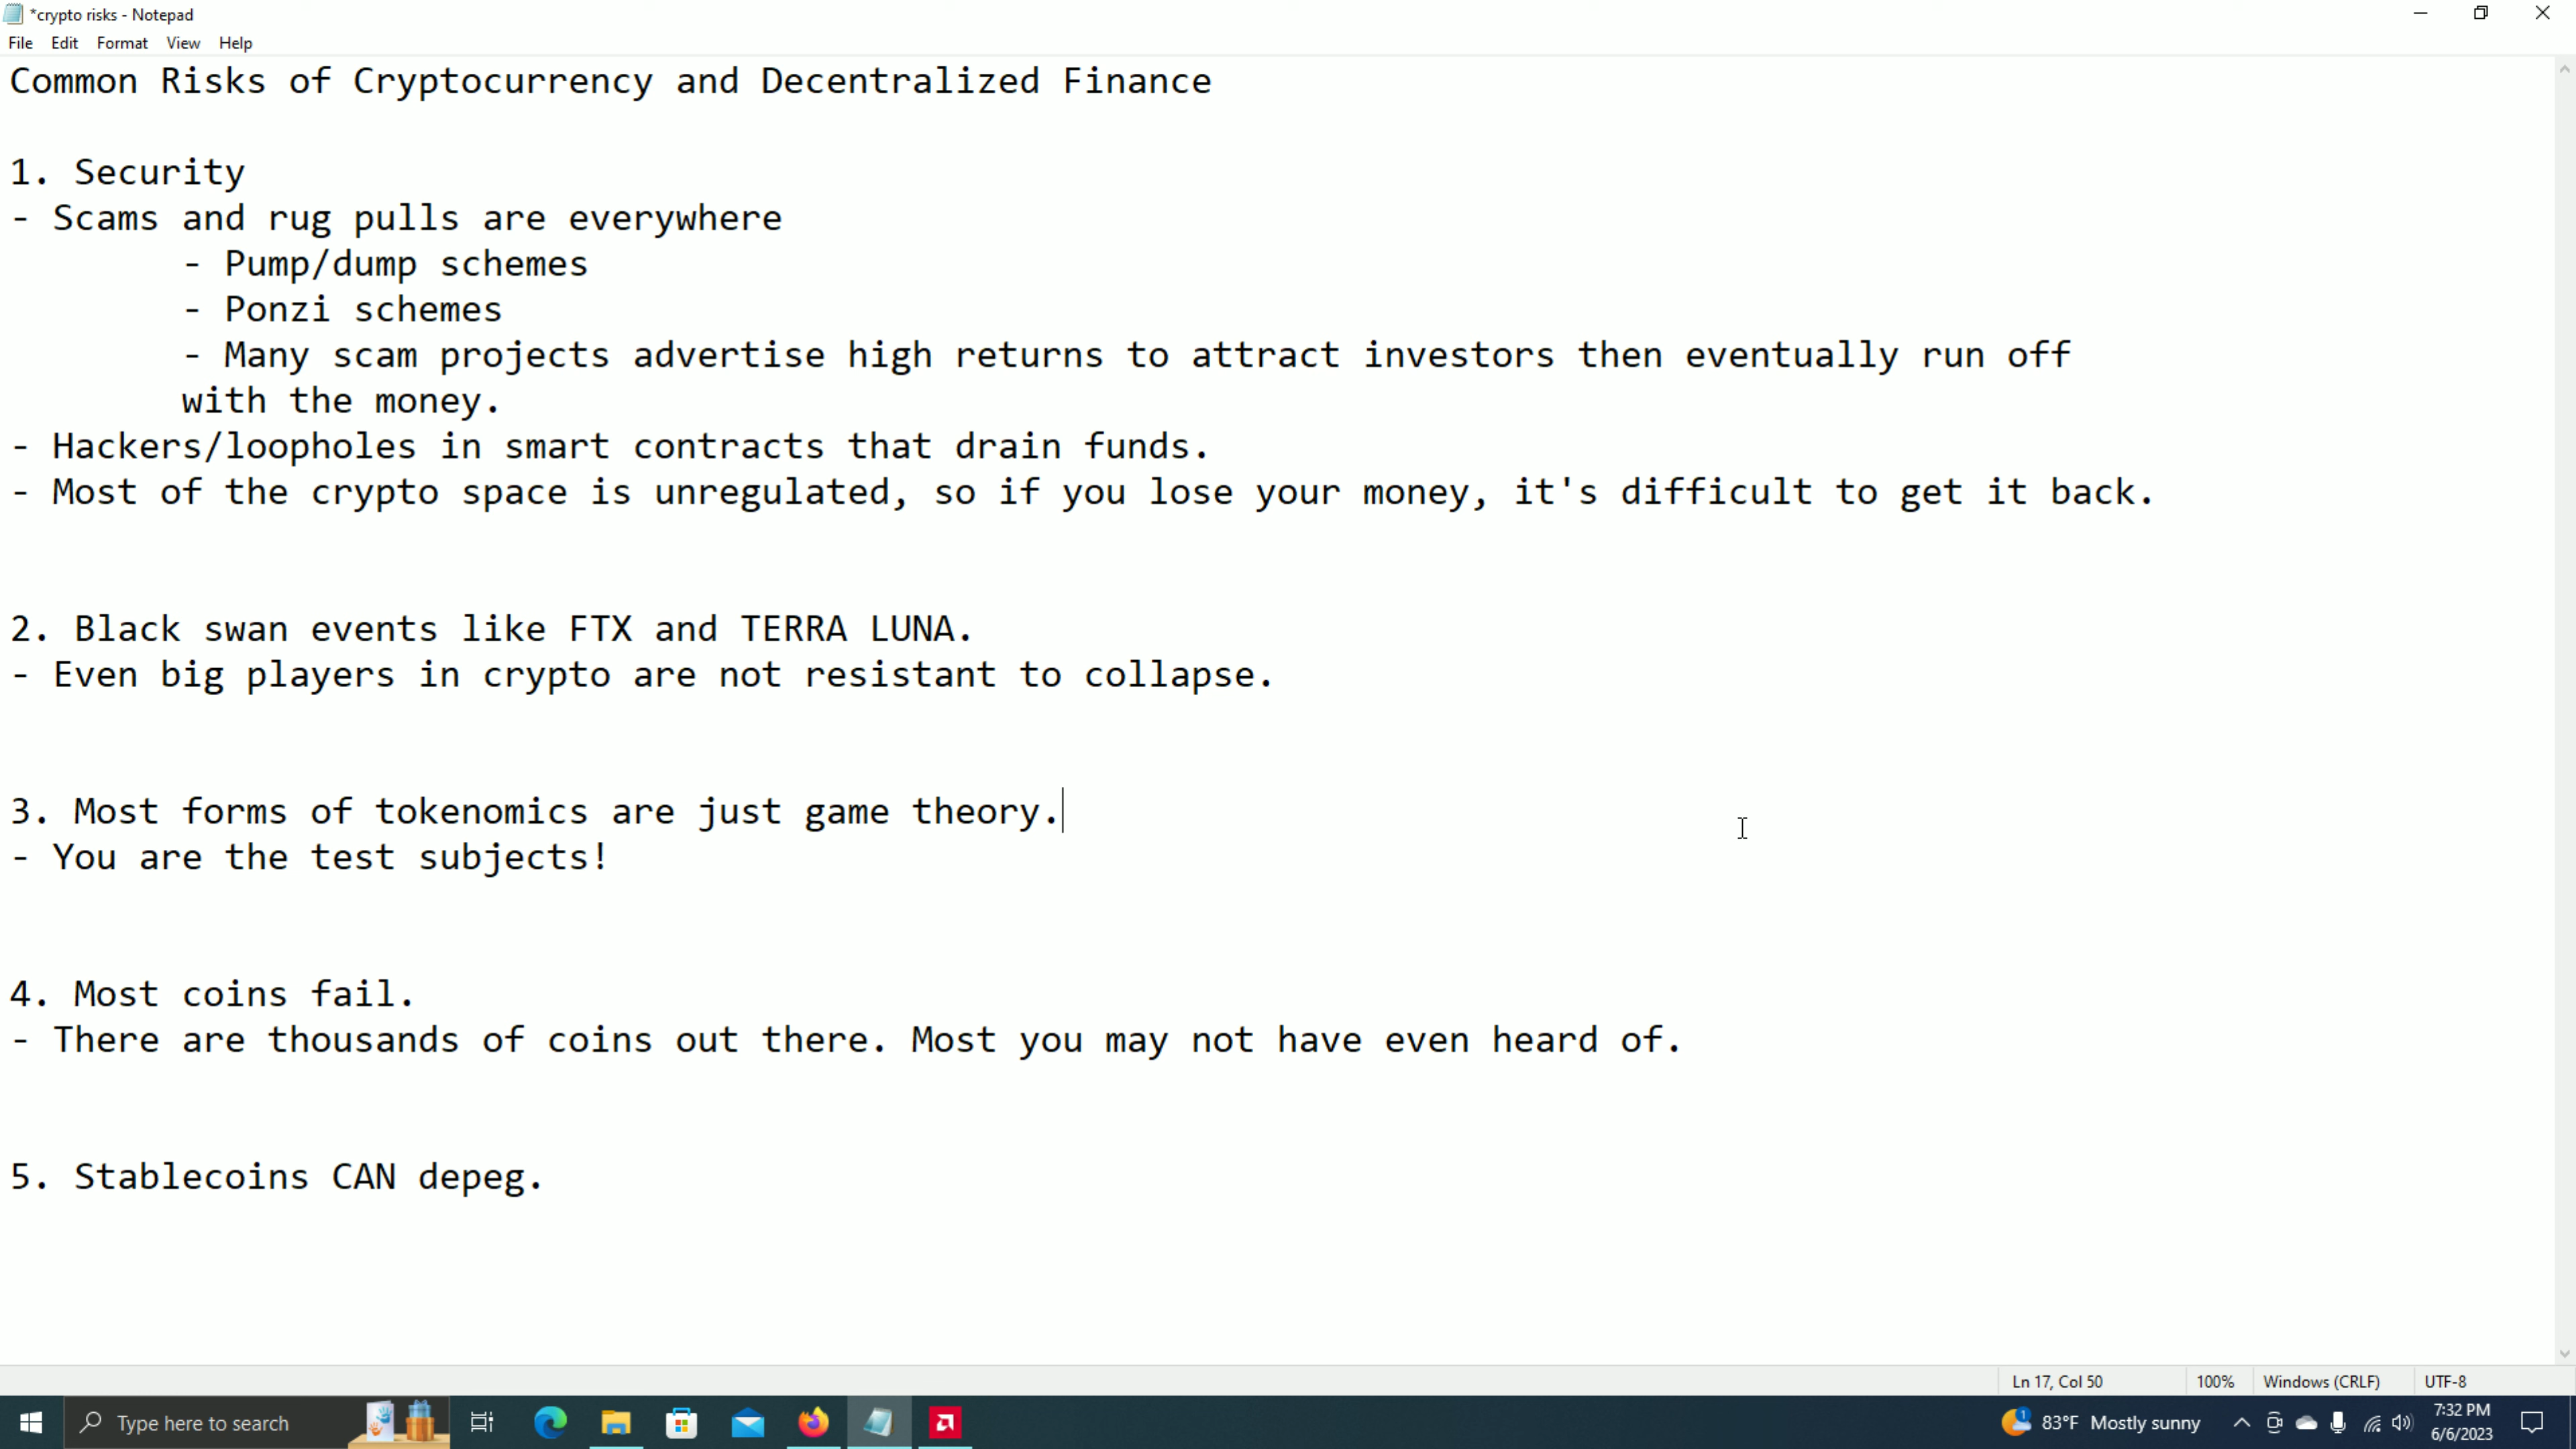 *crypto risks - Notepad
File Edit Format View Help
Common Risks of Cryptocurrency and Decentralized Finance
1. Security
- Scams and rug pulls are everywhere
- Pump/dump schemes
- Ponzi schemes
- Many scam projects advertise high returns to attract investors then eventually run off
with the money.
- Hackers/loopholes in smart contracts that drain funds.
- Most of the crypto space is unregulated, so if you lose your money, it's difficult to get it back.
2. Black swan events like FTX and TERRA LUNA.
- Even big players in crypto are not resistant to collapse.
3. Most forms of tokenomics are just game theory.
- You are the test subjects!
4. Most coins fail.
- There are thousands of coins out there. Most you may not have even heard of.
5. Stablecoins CAN depeg.
Ln 17, Col 50 100% Windows (CRLF) UTF-8
Type here to search 1 83°F Mostly sunny 7:32 PM
6/6/2023